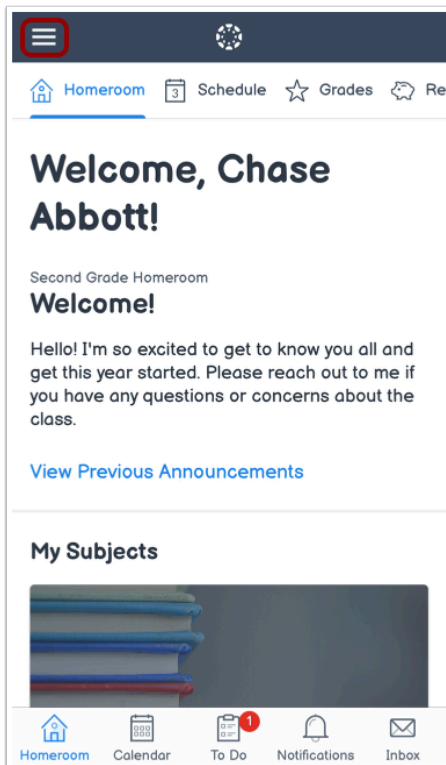 Homeroom
3
Schedule
Grades
Re
Welcome, Chase
Abbott!
Second Grade Homeroom
Welcome!
Hello! I'm so excited to get to know you all and
get this year started. Please reach out to me if
you have any questions or concerns about the
class.
View Previous Announcements
My Subjects
1
Homeroom
Calendar
To Do
Notifications
Inbox